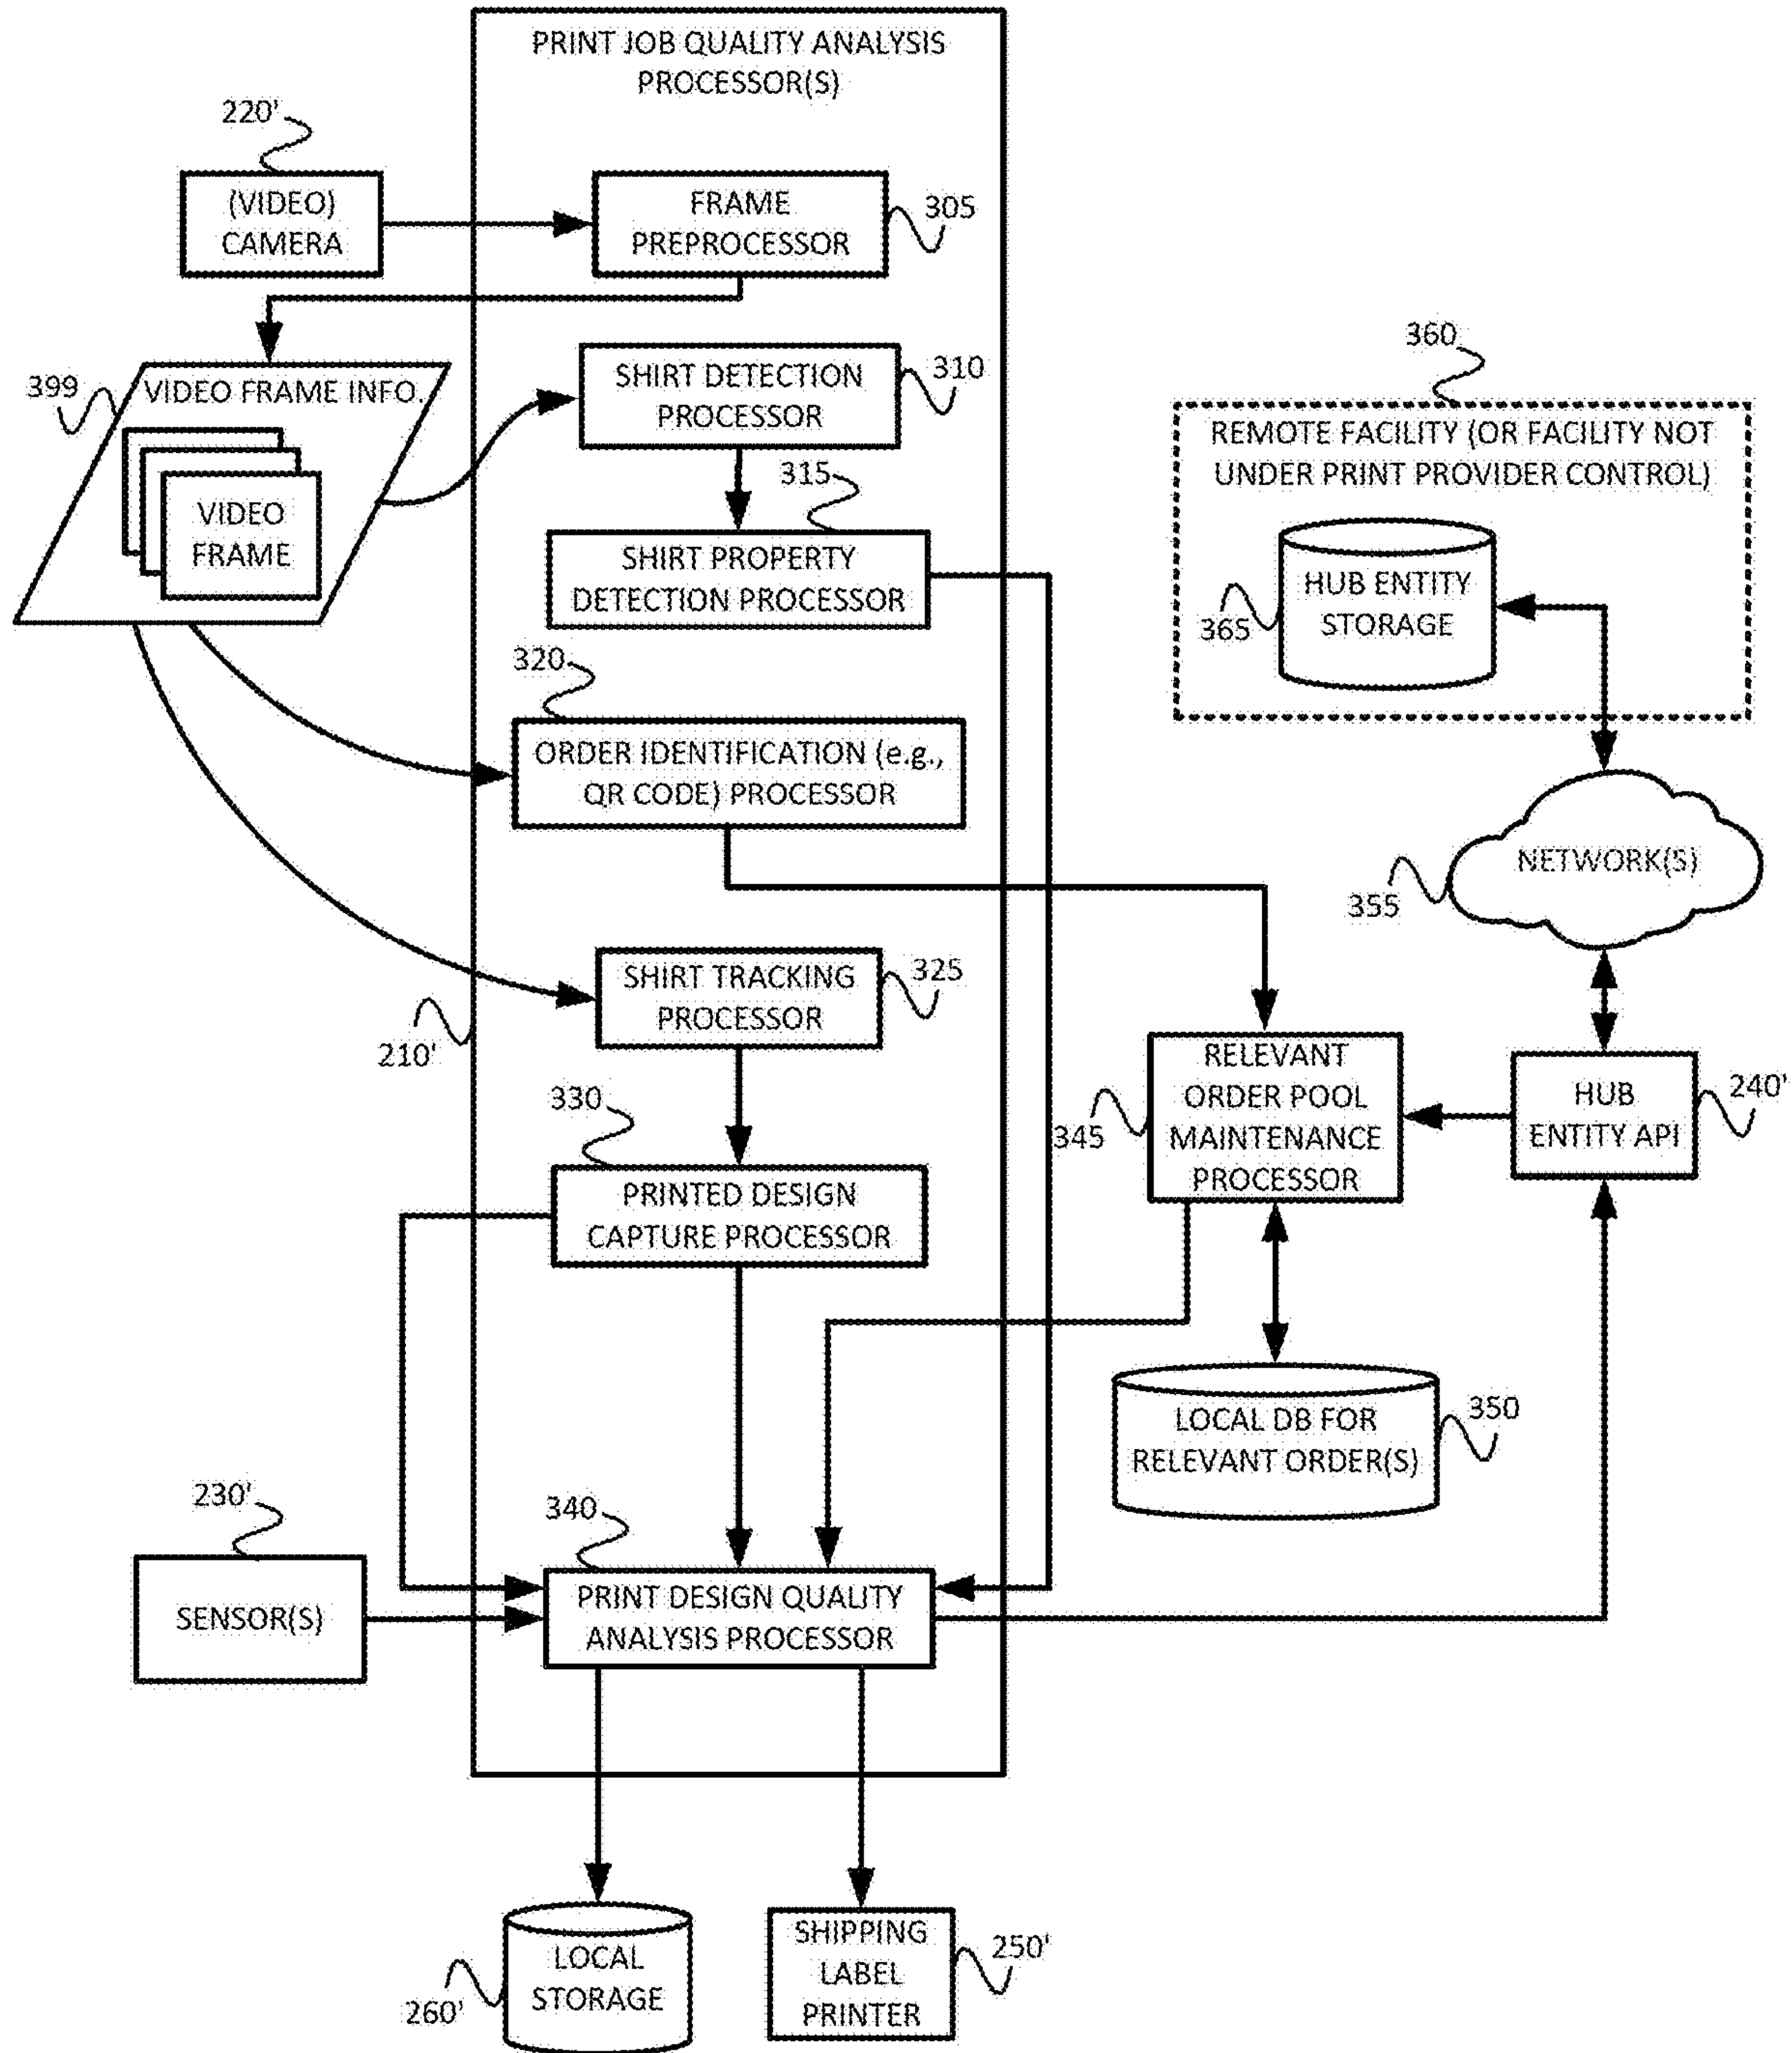 PRINT JOB QUALITY ANALYSIS
PROCESSOR(S)
220'
(VIDEO)
CAMERA
FRAME
PREPROCESSOR
305
399
VIDEO FRAME INFO.
VIDEO
FRAME
SHIRT DETECTION
PROCESSOR
310
315
SHIRT PROPERTY
DETECTION PROCESSOR
360
REMOTE FACILITY (OR FACILITY NOT
UNDER PRINT PROVIDER CONTROL)
HUB ENTITY
STORAGE
365
320
ORDER IDENTIFICATION (e.g.,
QR CODE) PROCESSOR
NETWORK(S)
355
SHIRT TRACKING
PROCESSOR
325
210'
330
PRINTED DESIGN
CAPTURE PROCESSOR
RELEVANT
ORDER POOL
MAINTENANCE
PROCESSOR
345
HUB
ENTITY API
240'
LOCAL DB FOR
RELEVANT ORDER(S)
350
230'
SENSOR(S)
340
PRINT DESIGN QUALITY
ANALYSIS PROCESSOR
LOCAL
STORAGE
260'
SHIPPING
LABEL
PRINTER
250'